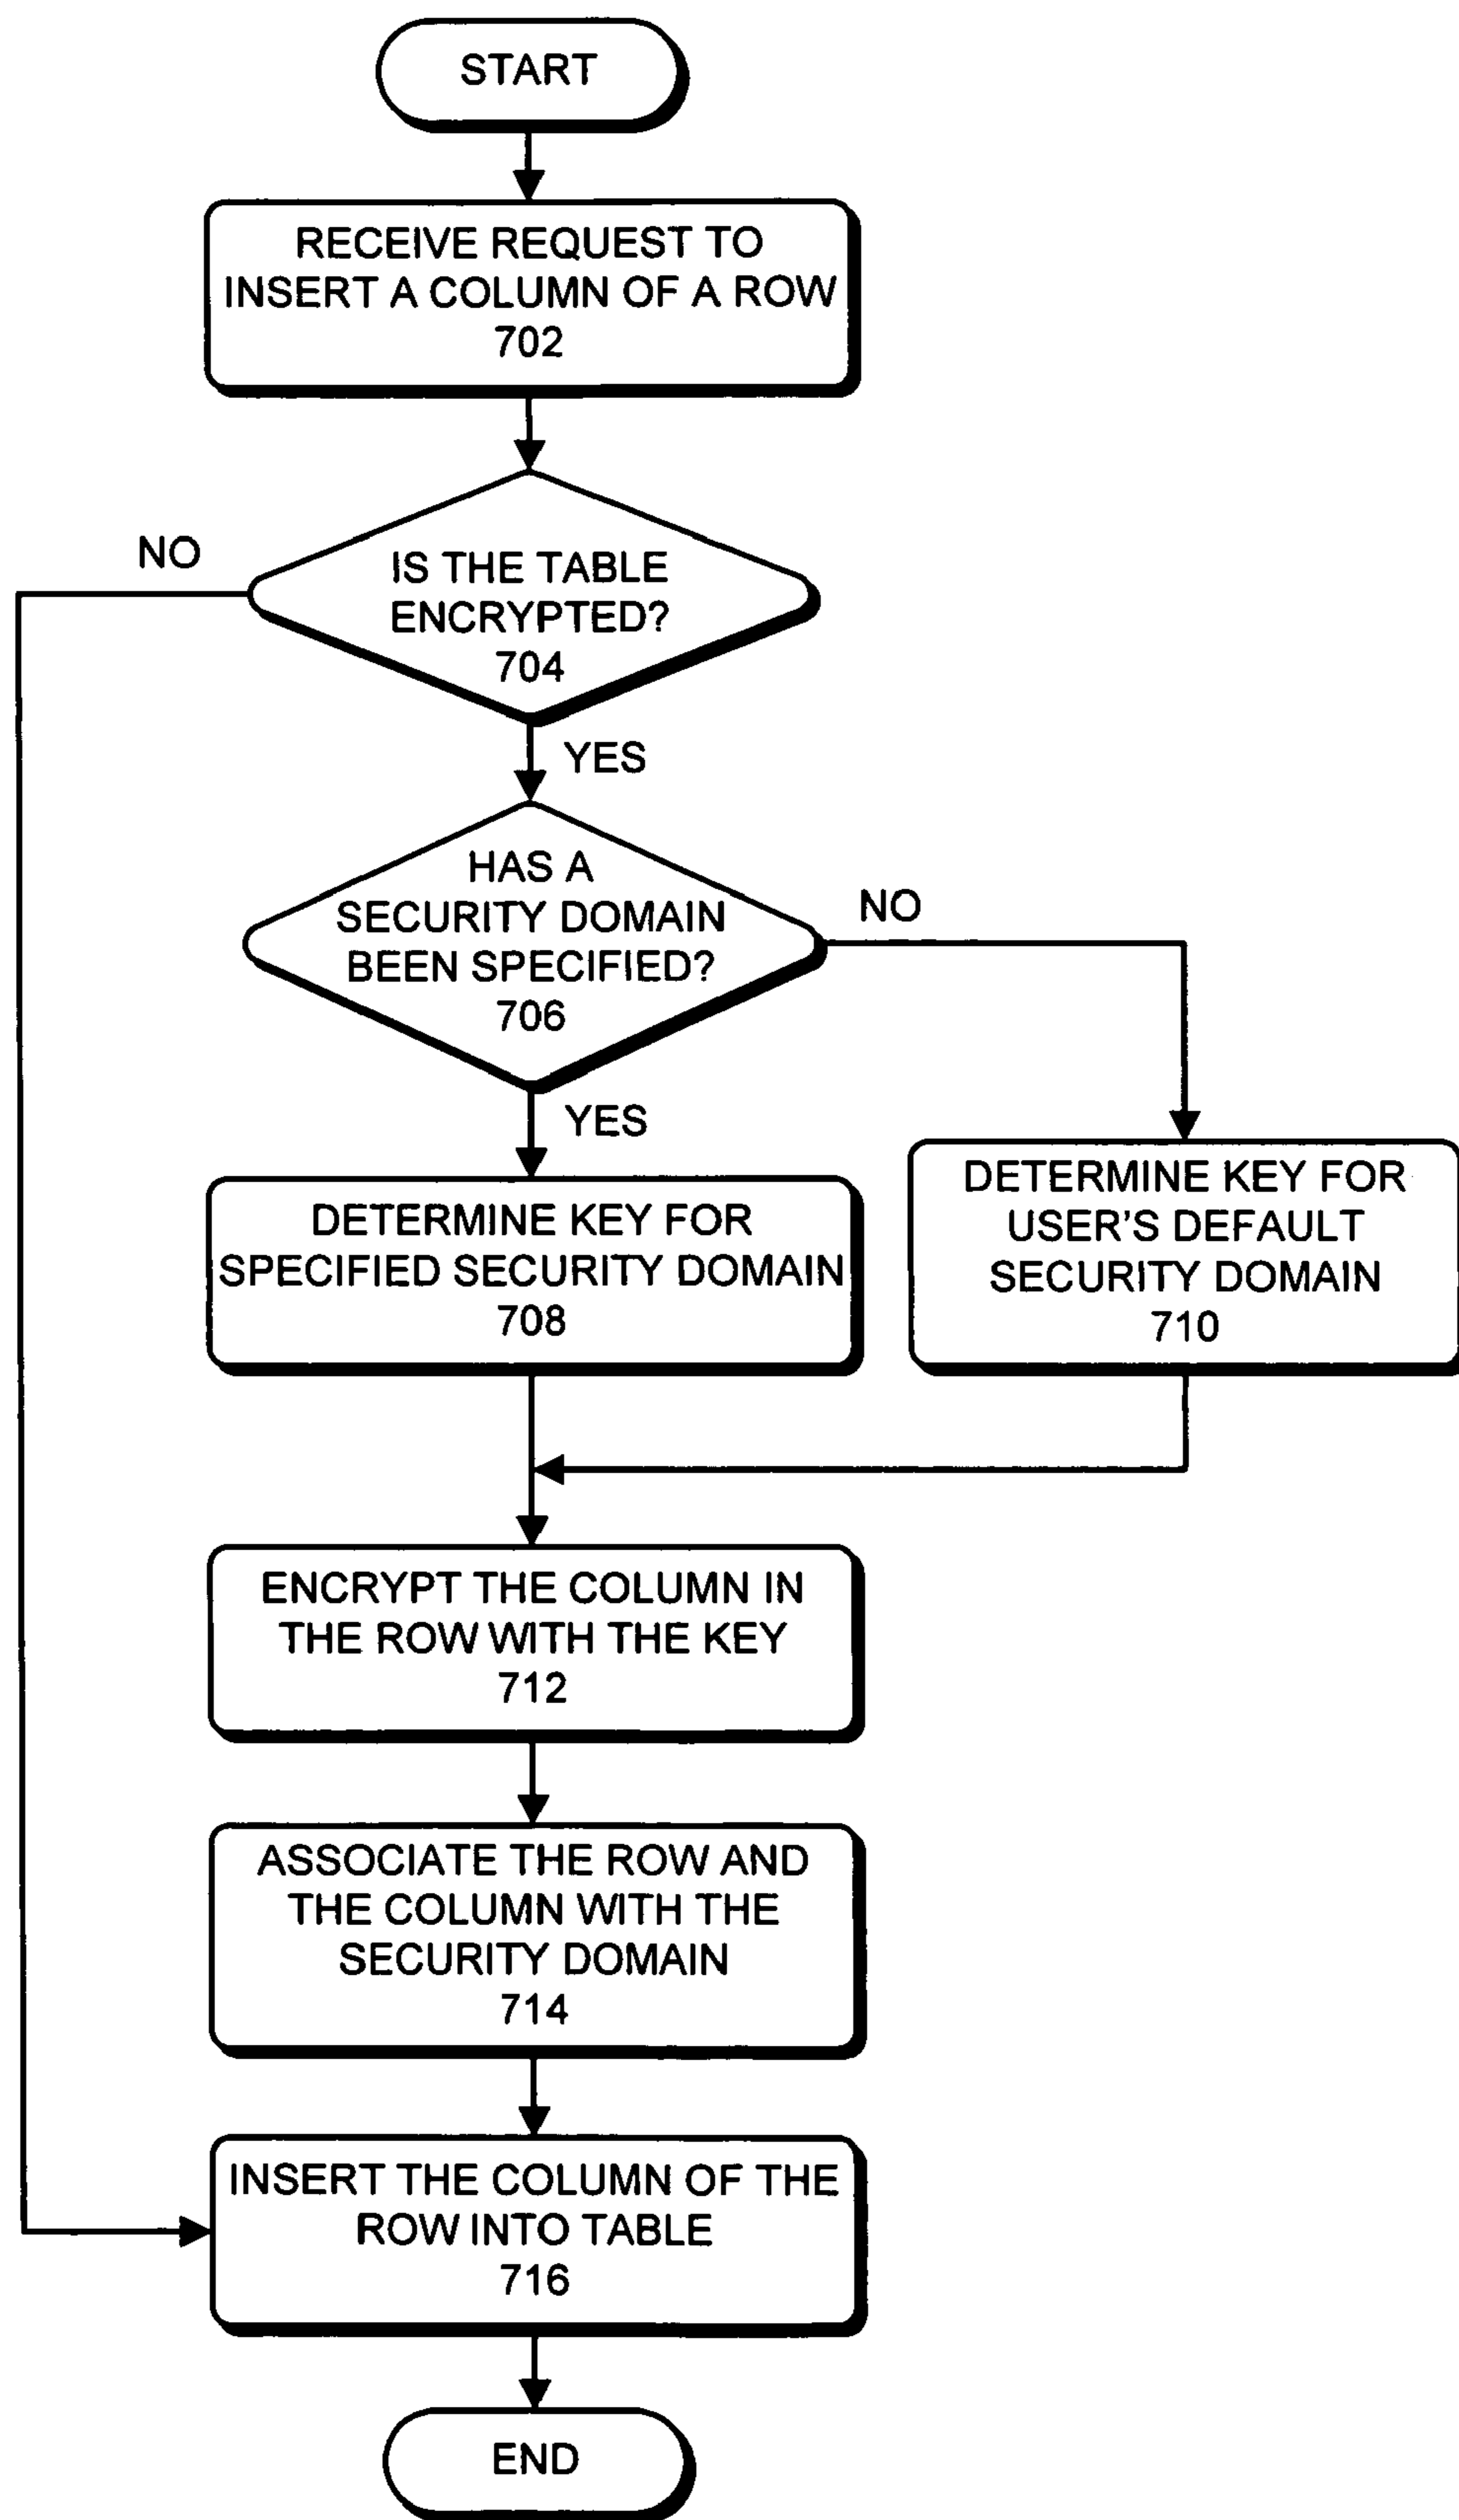 START
RECEIVE REQUEST TO
INSERT A COLUMN OF A ROW
702
NO
IS THE TABLE
ENCRYPTED?
704
YES
HAS A
SECURITY DOMAIN
BEEN SPECIFIED?
706
NO
YES
DETERMINE KEY FOR
SPECIFIED SECURITY DOMAIN
708
DETERMINE KEY FOR
USER'S DEFAULT
SECURITY DOMAIN
710
ENCRYPT THE COLUMN IN
THE ROW WITH THE KEY
712
ASSOCIATE THE ROW AND
THE COLUMN WITH THE
SECURITY DOMAIN
714
INSERT THE COLUMN OF THE
ROW INTO TABLE
716
END